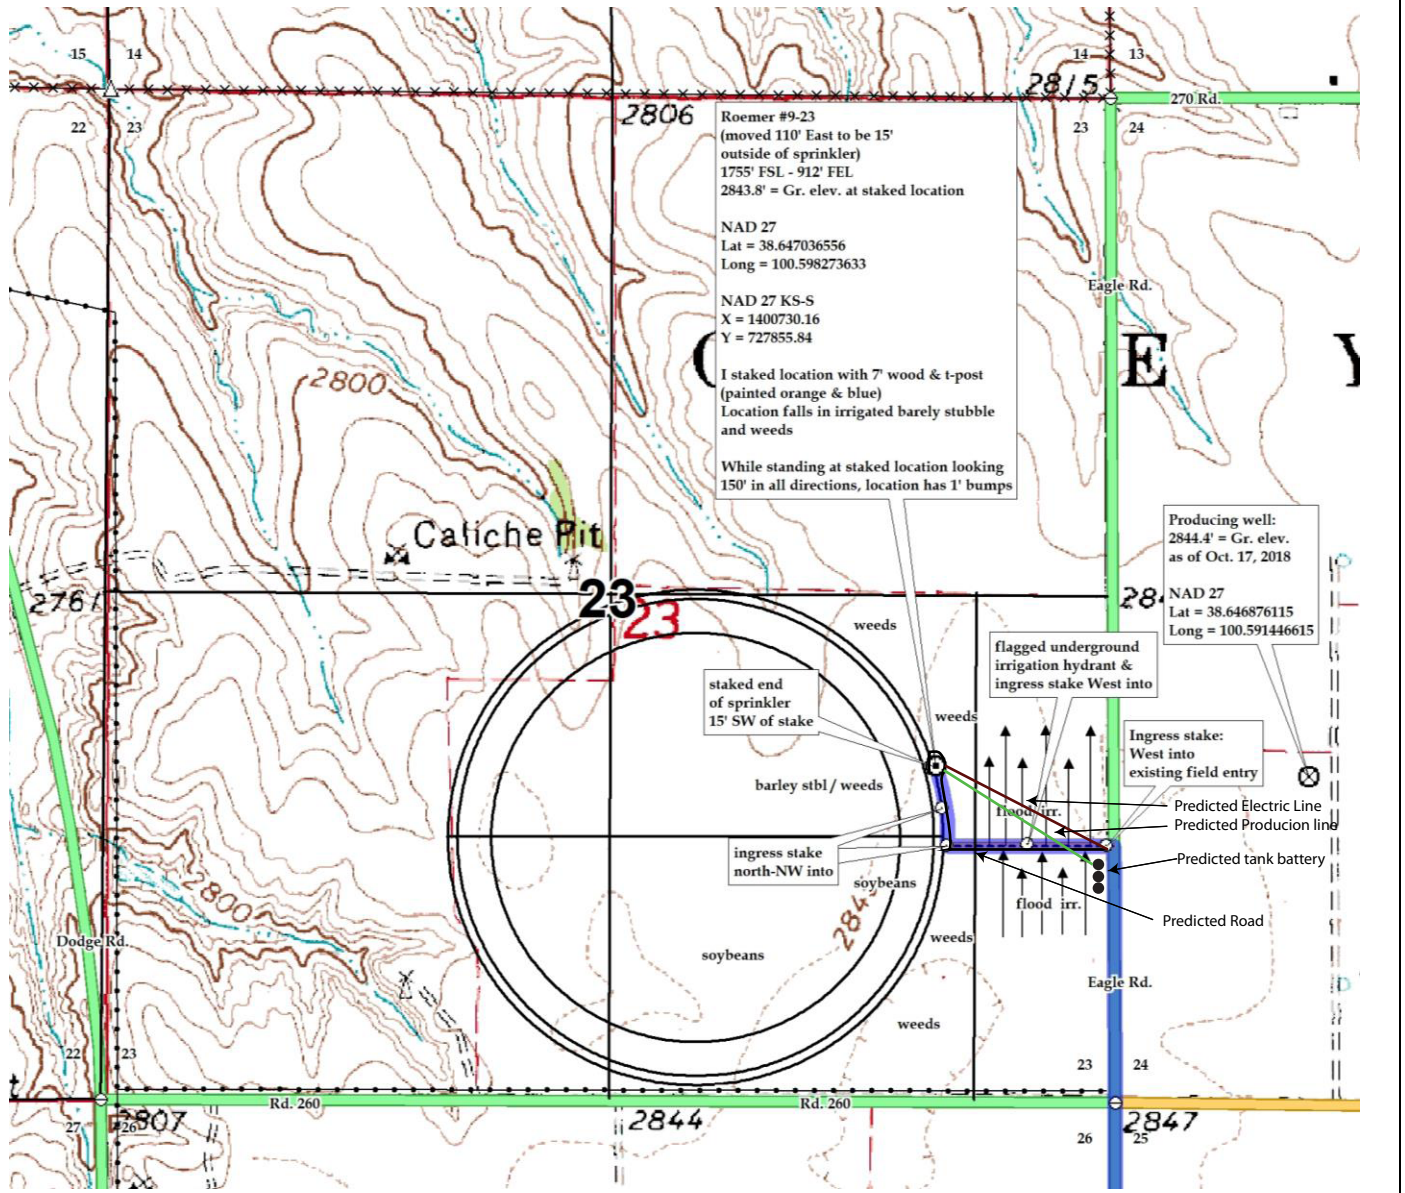 15
14
14
13
2815
270 Rd.
22
23
2806
23
24
Roemer #9-23
(moved 110' East to be 15'
outside of sprinkler)
1755' FSL - 912' FEL
2843.8' = Gr. elev. at staked location
NAD 27
Lat = 38.647036556
Long = 100.598273633
NAD 27 KS-S
X = 1400730.16
Y = 727855.84
I staked location with 7' wood & t-post
(painted orange & blue)
Location falls in irrigated barely stubble
and weeds
While standing at staked location looking
150' in all directions, location has 1' bumps
Eagle Rd.
E
Y
2800
Caliche Pit
Producing well:
2844.4' = Gr. elev.
as of Oct. 17, 2018
NAD 27
Lat = 38.646876115
Long = 100.591446615
2761
23
23
weeds
flagged underground
irrigation hydrant &
ingress stake West into
staked end
of sprinkler
15' SW of stake
weeds
Ingress stake:
West into
existing field entry
barley stbl / weeds
flood irr.
Predicted Electric Line
Predicted Producion line
ingress stake
north-NW into
Predicted tank battery
soybeans
flood irr.
Predicted Road
2800
Dodge Rd.
weeds
soybeans
Eagle Rd.
weeds
22
23
23
24
Rd. 260
Rd. 260
2807
2844
2847
27
26
26
25